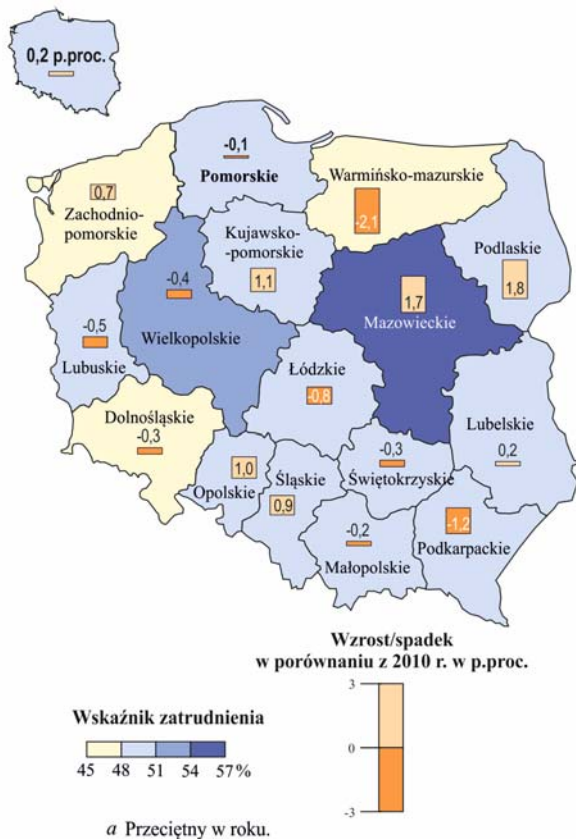 0,2 p.proc.
-0,1
Pomorskie
Warmińsko-mazurskie
-2,1
0,7
Zachodnio-
pomorskie
Kujawsko-
-pomorskie
1,1
Podlaskie
1,8
-0,4
Wielkopolskie
1,7
Mazowieckie
-0,5
Lubuskie
Łódzkie
-0,8
Dolnośląskie
-0,3
Lubelskie
0,2
1,0
Opolskie
Śląskie
0,9
-0,3
Świętokrzyskie
-0,2
Małopolskie
-1,2
Podkarpackie
Wzrost/spadek
w porównaniu z 2010 r. w p.proc.
3
0
-3
Wskaźnik zatrudnienia
45 48 51 54 57%
a Przeciętny w roku.